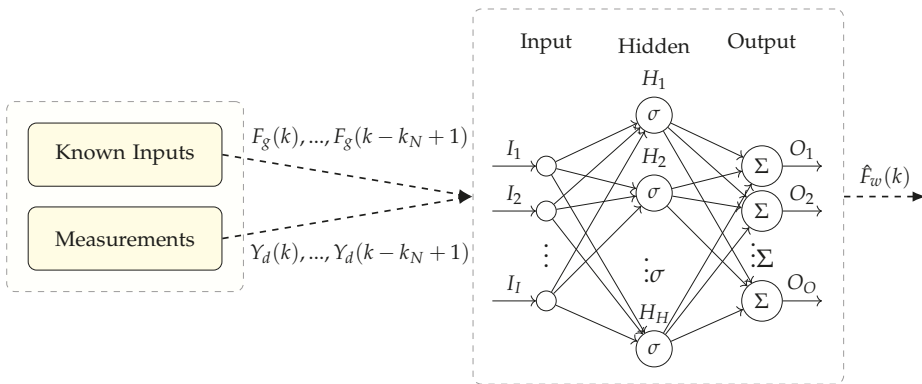 Input Hidden Output
Known Inputs
Measurements
F_g(k), ..., F_g(k − k_N + 1)
Y_d(k), ..., Y_d(k − k_N + 1)
I_1
I_2
⋮
I_I
H_1
σ
H_2
σ
⋮σ
H_H
σ
O_1
Σ
O_2
Σ
⋮Σ
O_O
Σ
F̂_w(k)